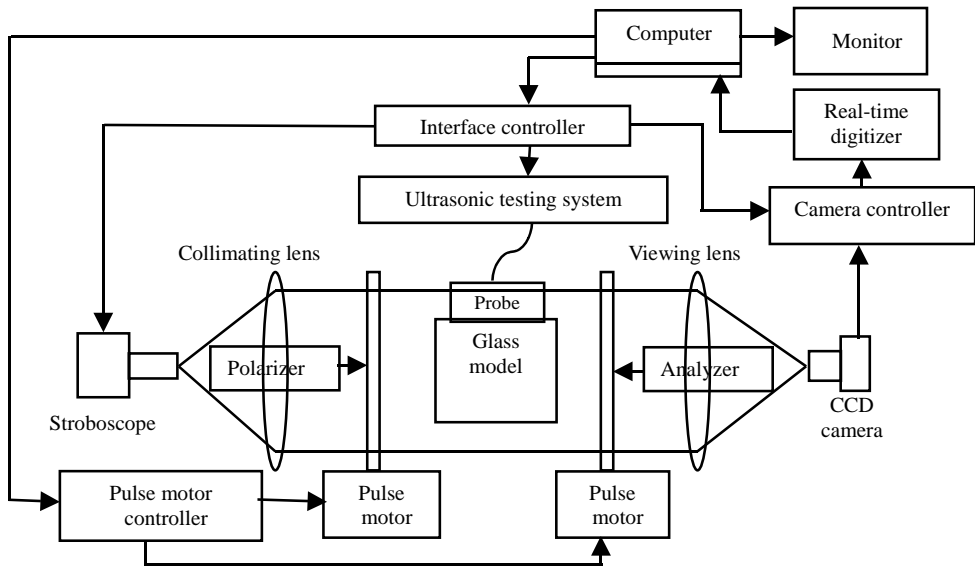 Computer
Monitor
Interface controller
Real-time
digitizer
Ultrasonic testing system
Camera controller
Collimating lens
Viewing lens
Probe
Glass
model
Polarizer
Analyzer
Stroboscope
CCD
camera
Pulse motor
controller
Pulse
motor
Pulse
motor